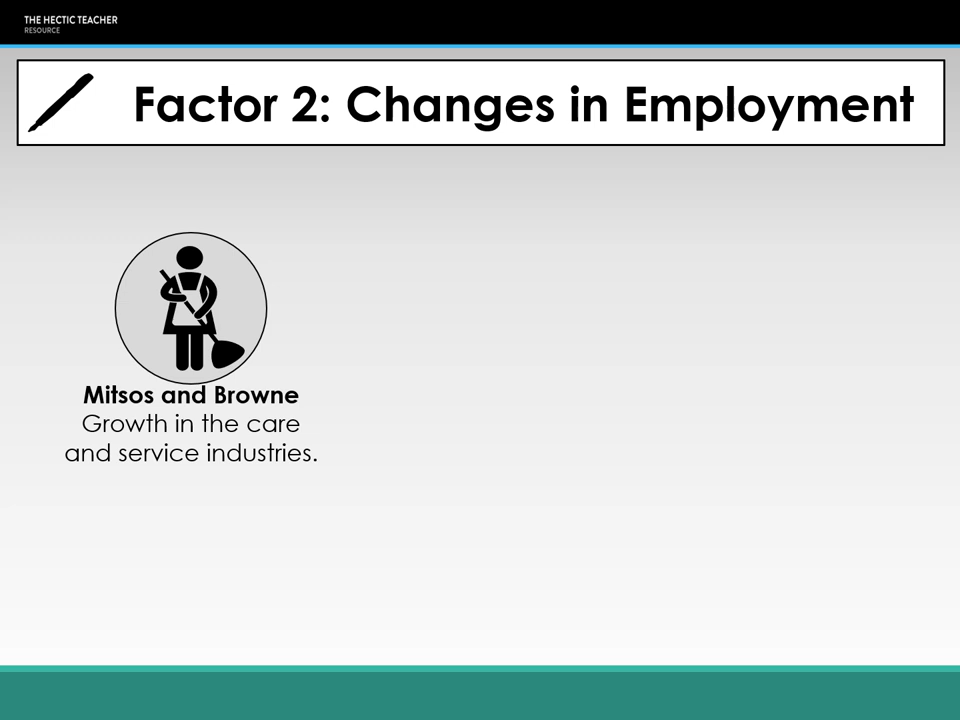 THE HECTIC TEACHER
RESOURCE
Factor 2: Changes in Employment
Mitsos and Browne
Growth in the care
and service industries.